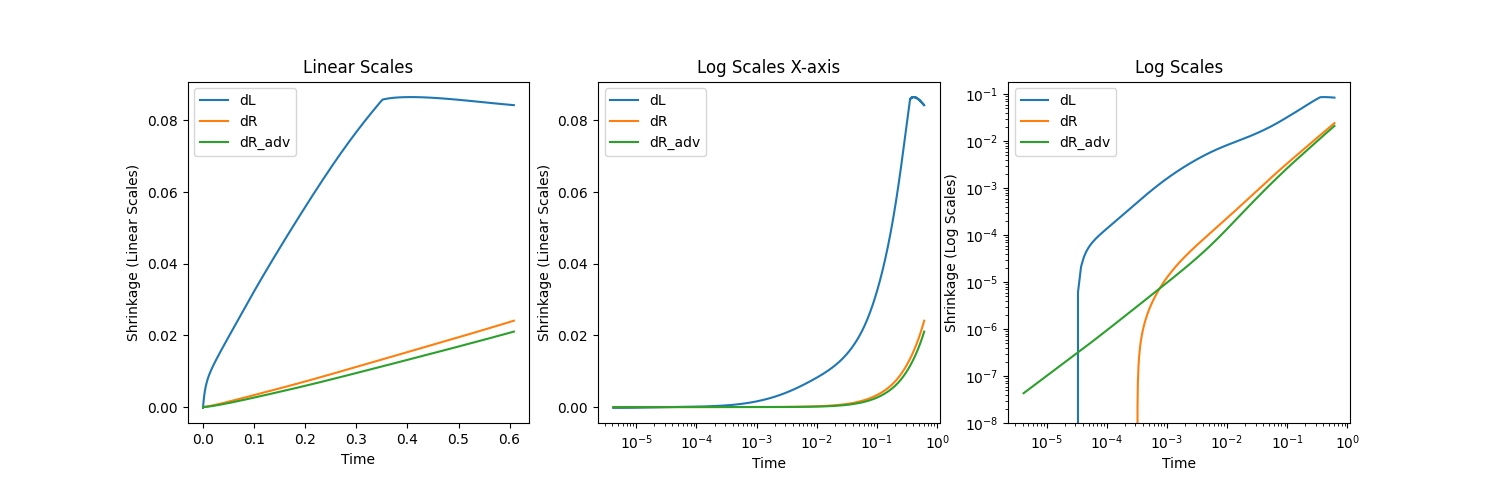 Linear Scales
Shrinkage (Linear Scales)
0.08
0.06
0.04
0.02
0.00
dL
dR
dR_adv
0.0 0.1 0.2 0.3 0.4 0.5 0.6
Time
Log Scales X-axis
Shrinkage (Linear Scales)
0.08
0.06
0.04
0.02
0.00
dL
dR
dR_adv
10⁻⁵ 10⁻⁴ 10⁻³ 10⁻² 10⁻¹ 10⁰
Time
Log Scales
Shrinkage (Log Scales)
10⁻¹
10⁻²
10⁻³
10⁻⁴
10⁻⁵
10⁻⁶
10⁻⁷
10⁻⁸
dL
dR
dR_adv
10⁻⁵ 10⁻⁴ 10⁻³ 10⁻² 10⁻¹ 10⁰
Time